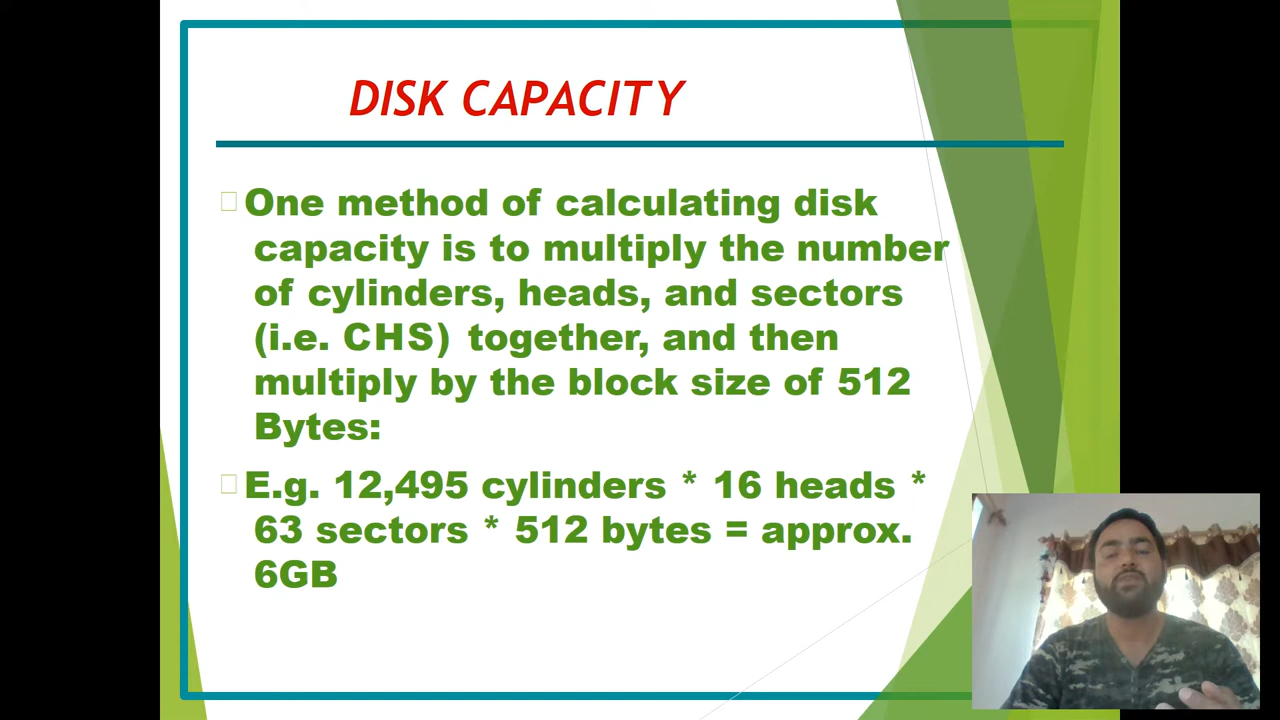 DISK CAPACITY
One method of calculating disk
capacity is to multiply the number
of cylinders, heads, and sectors
(i.e. CHS) together, and then
multiply by the block size of 512
Bytes:
E.g. 12,495 cylinders * 16 heads *
63 sectors * 512 bytes = approx.
6GB